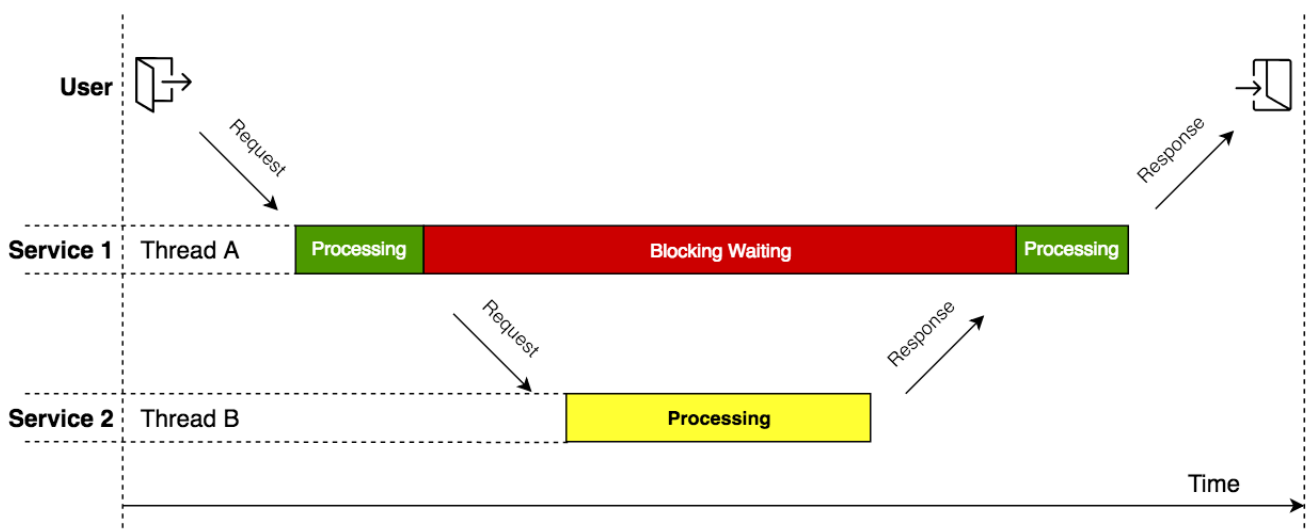 User
Request
Response
Service 1
Thread A
Processing
Blocking Waiting
Processing
Request
Response
Service 2
Thread B
Processing
Time